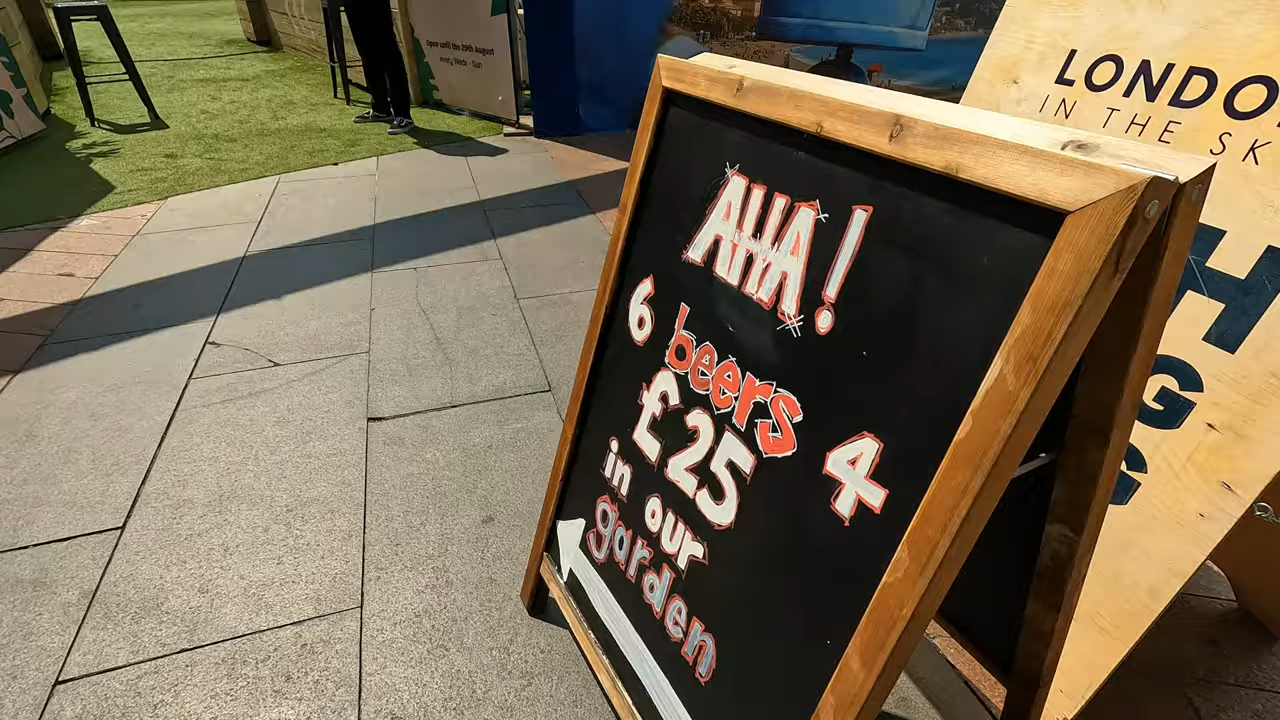 Open until the 29th August
every Weds - Sun
LONDO
IN THE SK
H
G
S
AHA!
6 beers 4
£25
in our
garden